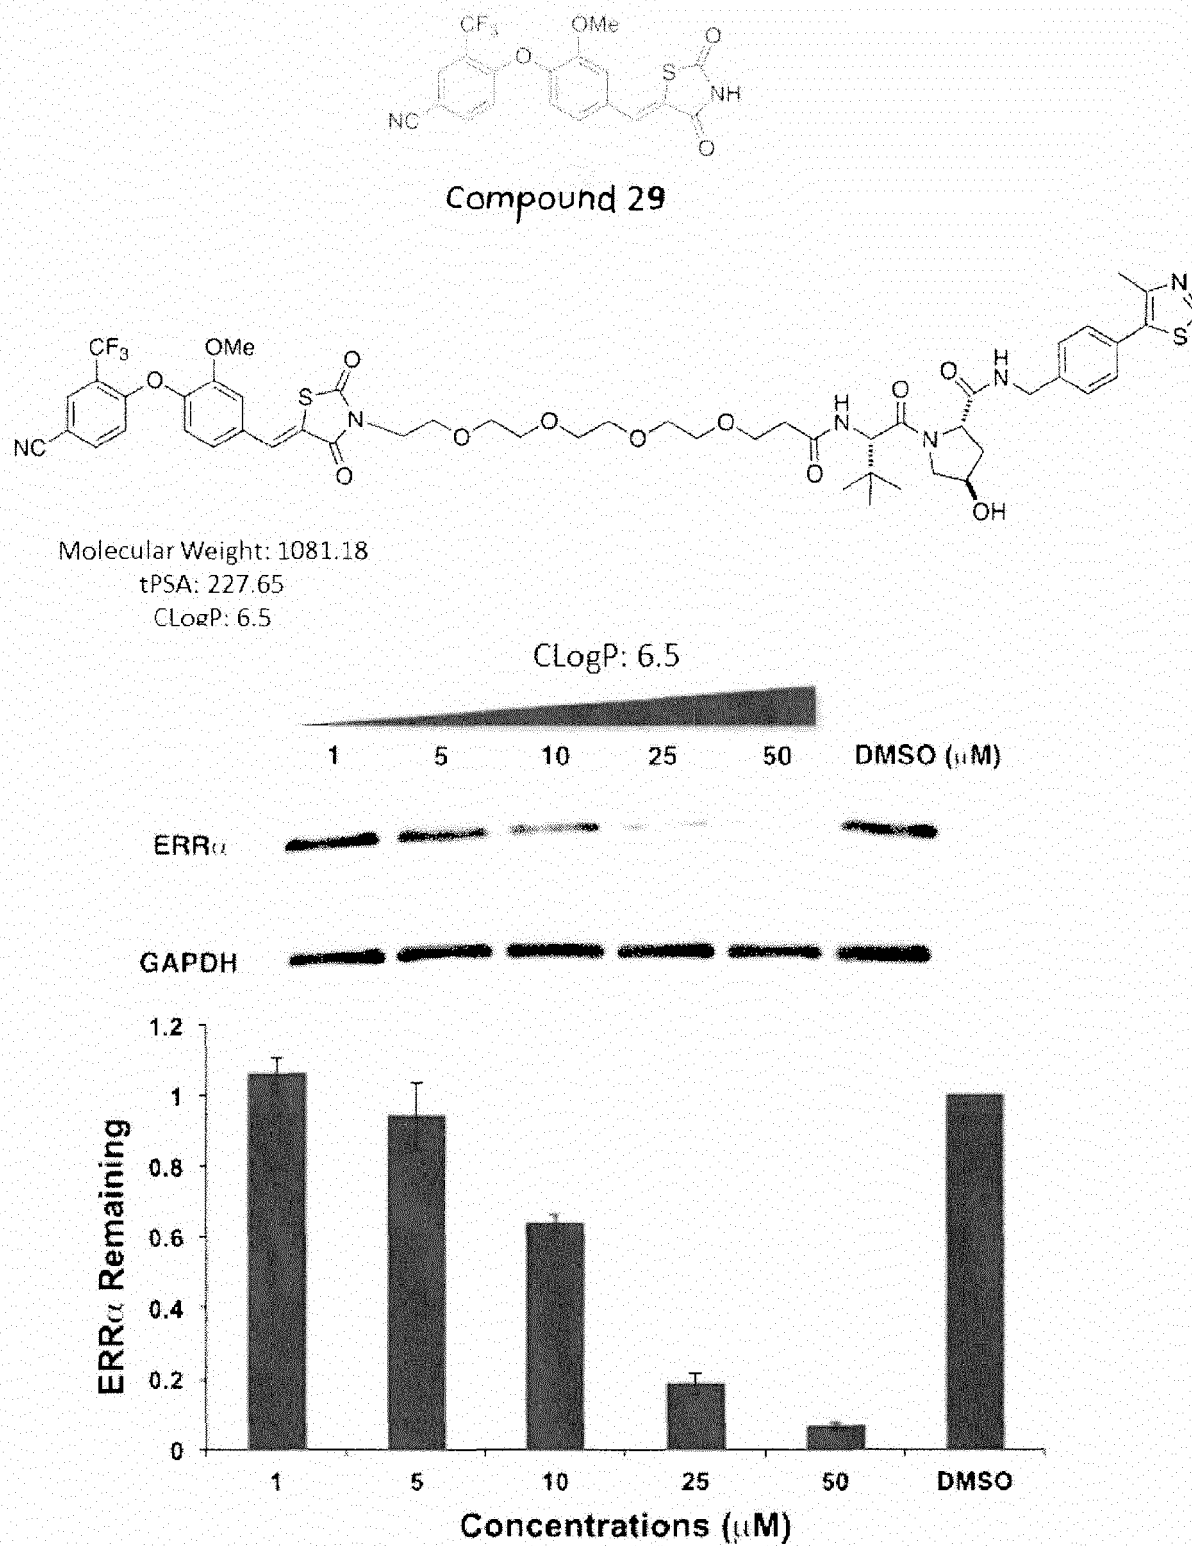 CF3 OMe
O S O
NH
NC O
Compound 29
N
S
CF3 OMe O O H N
O S N O O O O H N O N
NC O O OH
Molecular Weight: 1081.18
tPSA: 227.65
CLogP: 6.5
CLogP: 6.5
1 5 10 25 50 DMSO (µM)
ERRα
GAPDH
1.2
1
0.8
0.6
0.4
0.2
0
ERRα Remaining
1 5 10 25 50 DMSO
Concentrations (µM)